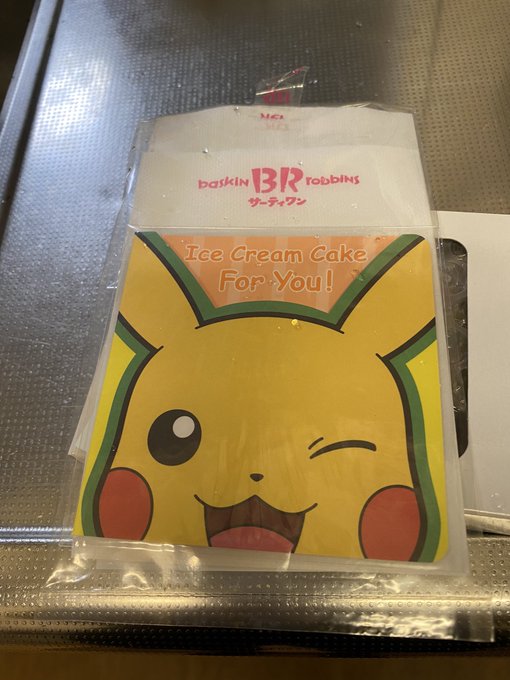 baskin BR robbins
サーティワン
Ice Cream Cake
For You!